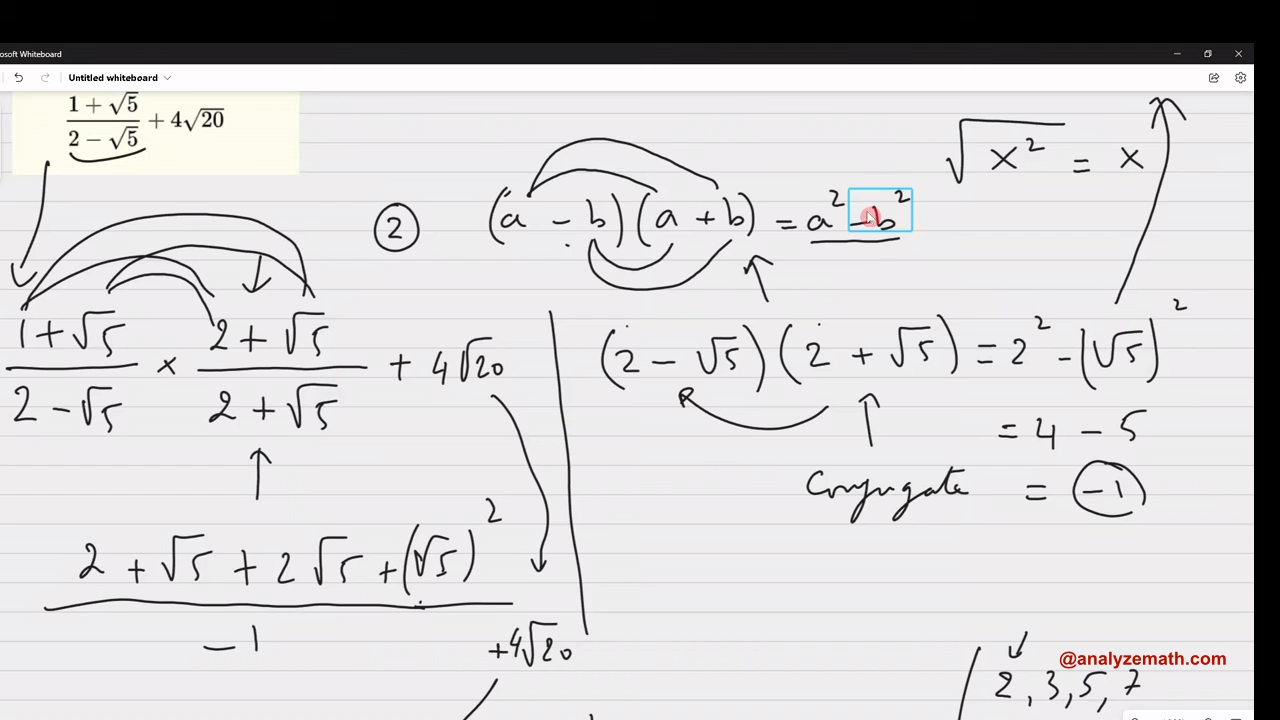 osoft Whiteboard
Untitled whiteboard
(1 + √5)/(2 − √5) + 4√20
√x² = x
② (a − b)(a + b) = a² − b²
(1 + √5)/(2 − √5) × (2 + √5)/(2 + √5) + 4√20
(2 − √5)(2 + √5) = 2² − (√5)²
= 4 − 5
Conjugate = −1
(2 + √5 + 2√5 + (√5)²)/−1 + 4√20
@analyzemath.com
2, 3, 5, 7